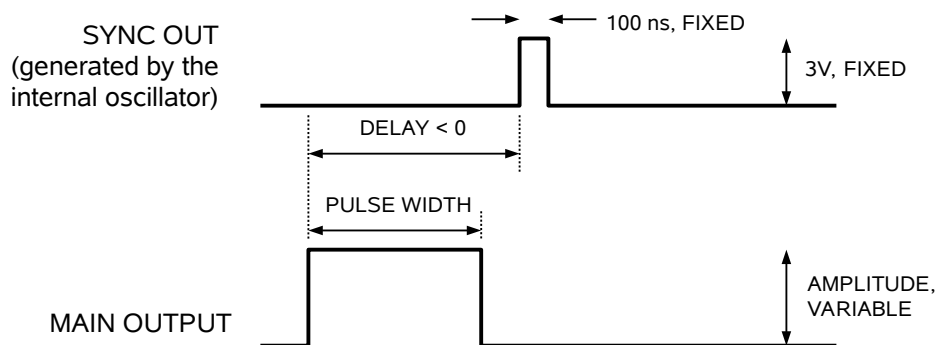 100 ns, FIXED
SYNC OUT
(generated by the
internal oscillator)
3V, FIXED
DELAY < 0
PULSE WIDTH
AMPLITUDE,
VARIABLE
MAIN OUTPUT